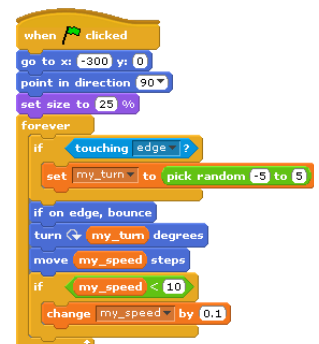 when clicked
go to x: -300 y: 0
point in direction 90
set size to 25 %
forever
if touching edge ?
set my_turn to pick random -5 to 5
if on edge, bounce
turn my_turn degrees
move my_speed steps
if my_speed < 10
change my_speed by 0.1